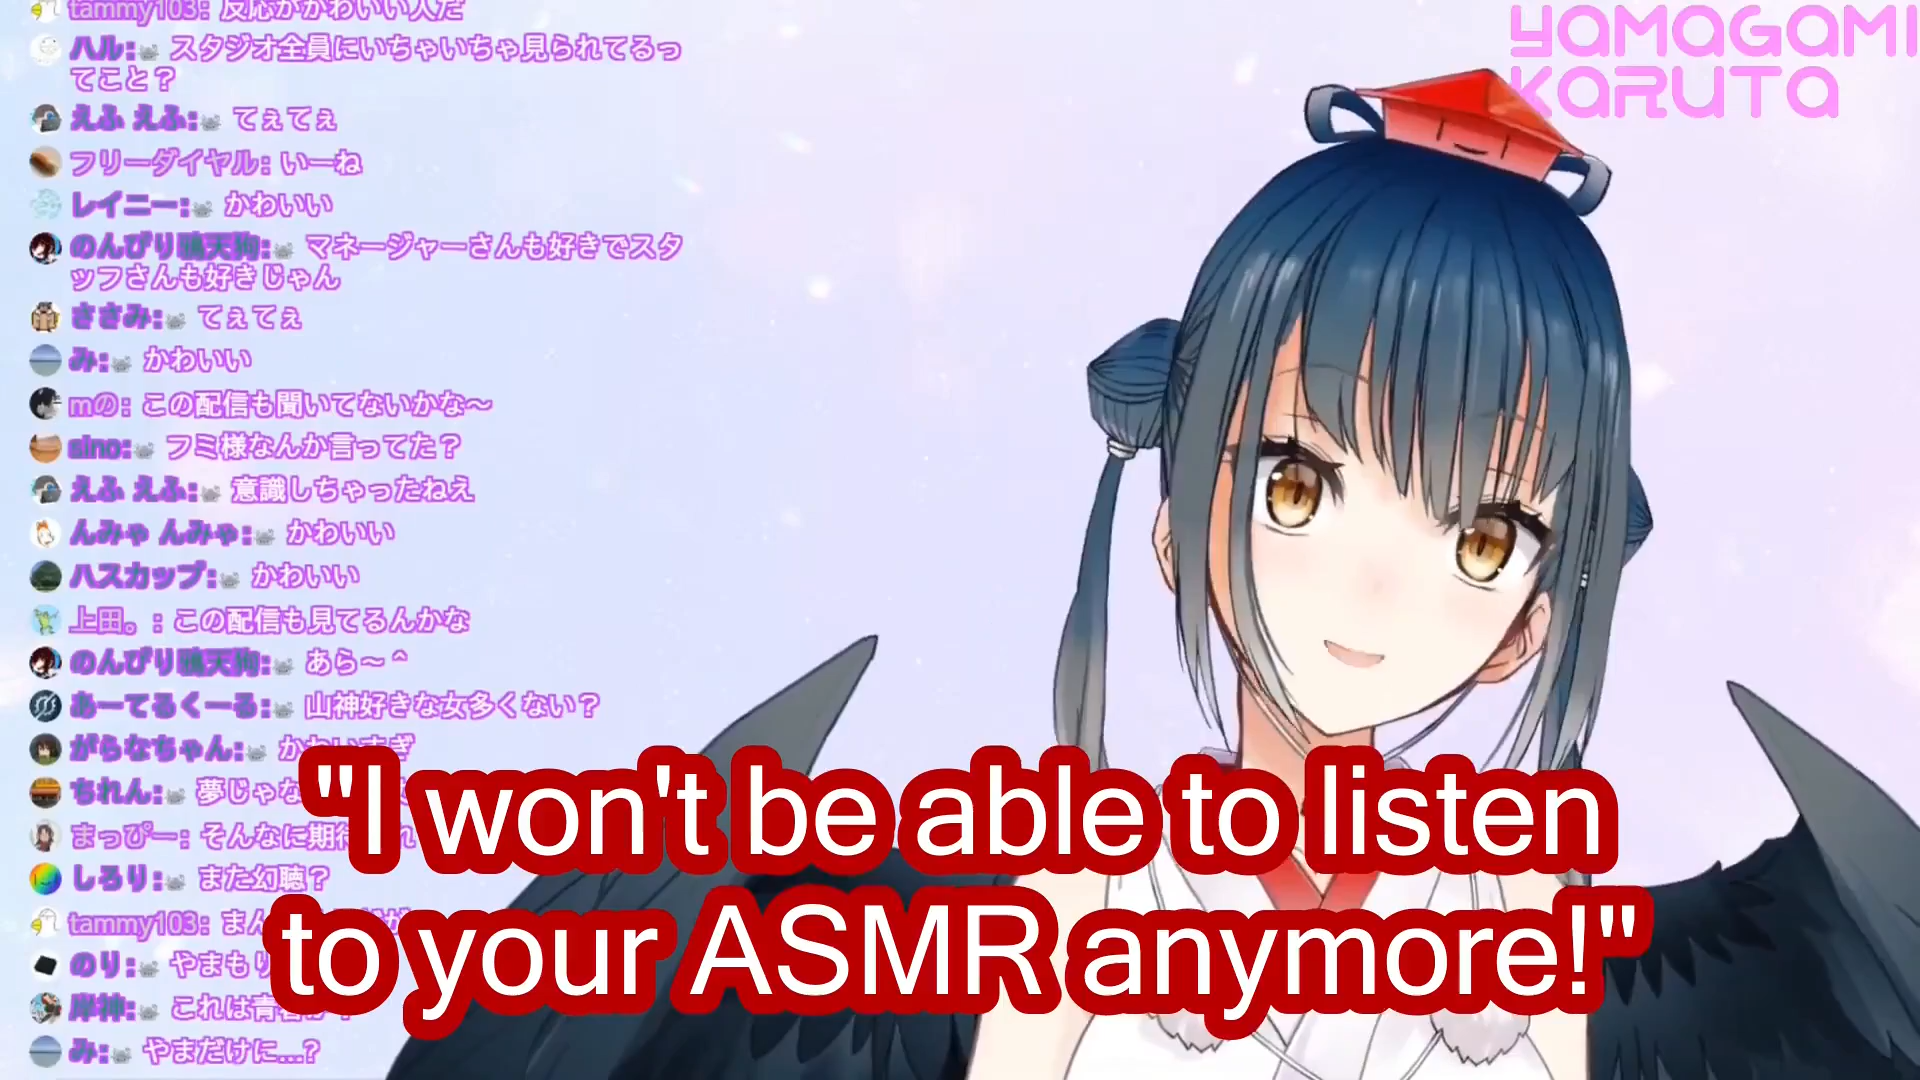 tammy103: 反応がかわいい人だ
ハル: スタジオ全員にいちゃいちゃ見られてるっ
てこと？
えふ えふ: てぇてぇ
フリーダイヤル: いーね
レイニー: かわいい
のんびり鴉天狗: マネージャーさんも好きでスタ
ッフさんも好きじゃん
ささみ: てぇてぇ
み: かわいい
mの: この配信も聞いてないかな〜
sino: フミ様なんか言ってた？
えふ えふ: 意識しちゃったねえ
んみゃ んみゃ: かわいい
ハスカップ: かわいい
上田。: この配信も見てるんかな
のんびり鴉天狗: あら〜 ^
あーてるくーる: 山神好きな女多くない？
がらなちゃん: かわいすぎ
ちれん: 夢じゃな
まっぴー: そんなに期待
しろり: また幻聴？
tammy103: まん
のり: やまもり
岸神: これは青春か？
み: やまだけに...?
YAMAGAMI
KARUTA
"I won't be able to listen
to your ASMR anymore!"